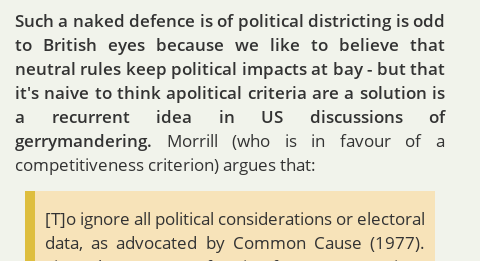 Such a naked defence is of political districting is odd
to British eyes because we like to believe that
neutral rules keep political impacts at bay - but that
it's naive to think apolitical criteria are a solution is
a recurrent idea in US discussions of
gerrymandering. Morrill (who is in favour of a
competitiveness criterion) argues that:
[T]o ignore all political considerations or electoral
data, as advocated by Common Cause (1977).